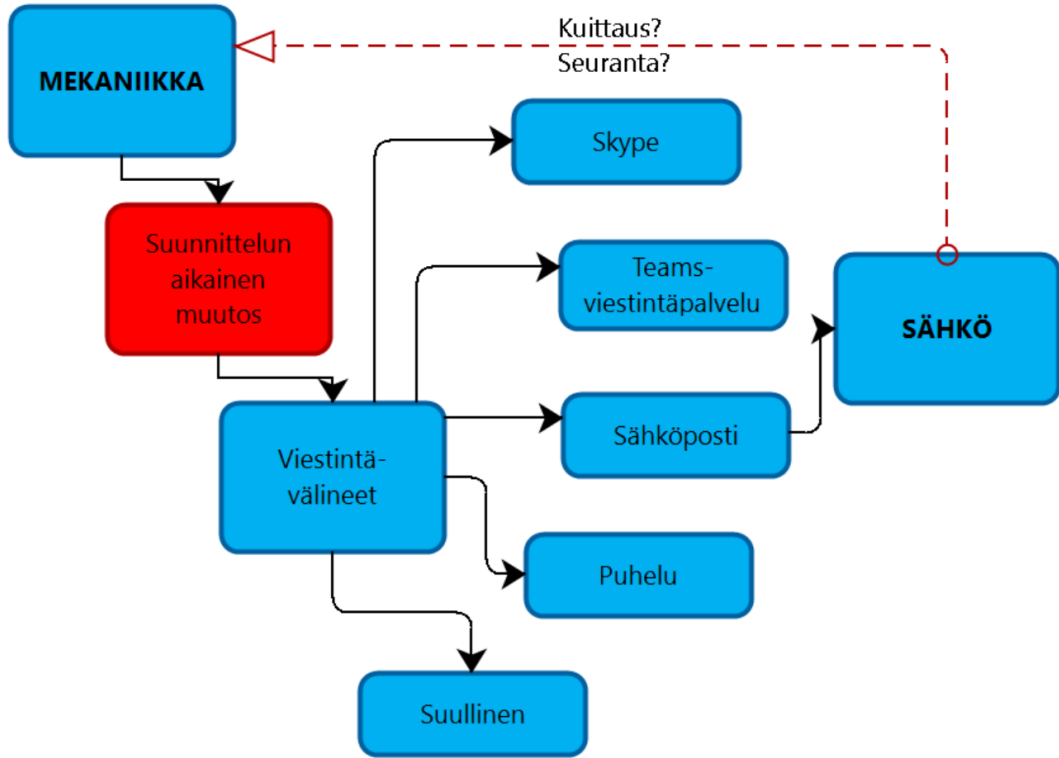 Kuittaus?
Seuranta?
MEKANIIKKA
Skype
Suunnittelun
aikainen
muutos
Teams-
viestintäpalvelu
SÄHKÖ
Viestintä-
välineet
Sähköposti
Puhelu
Suullinen